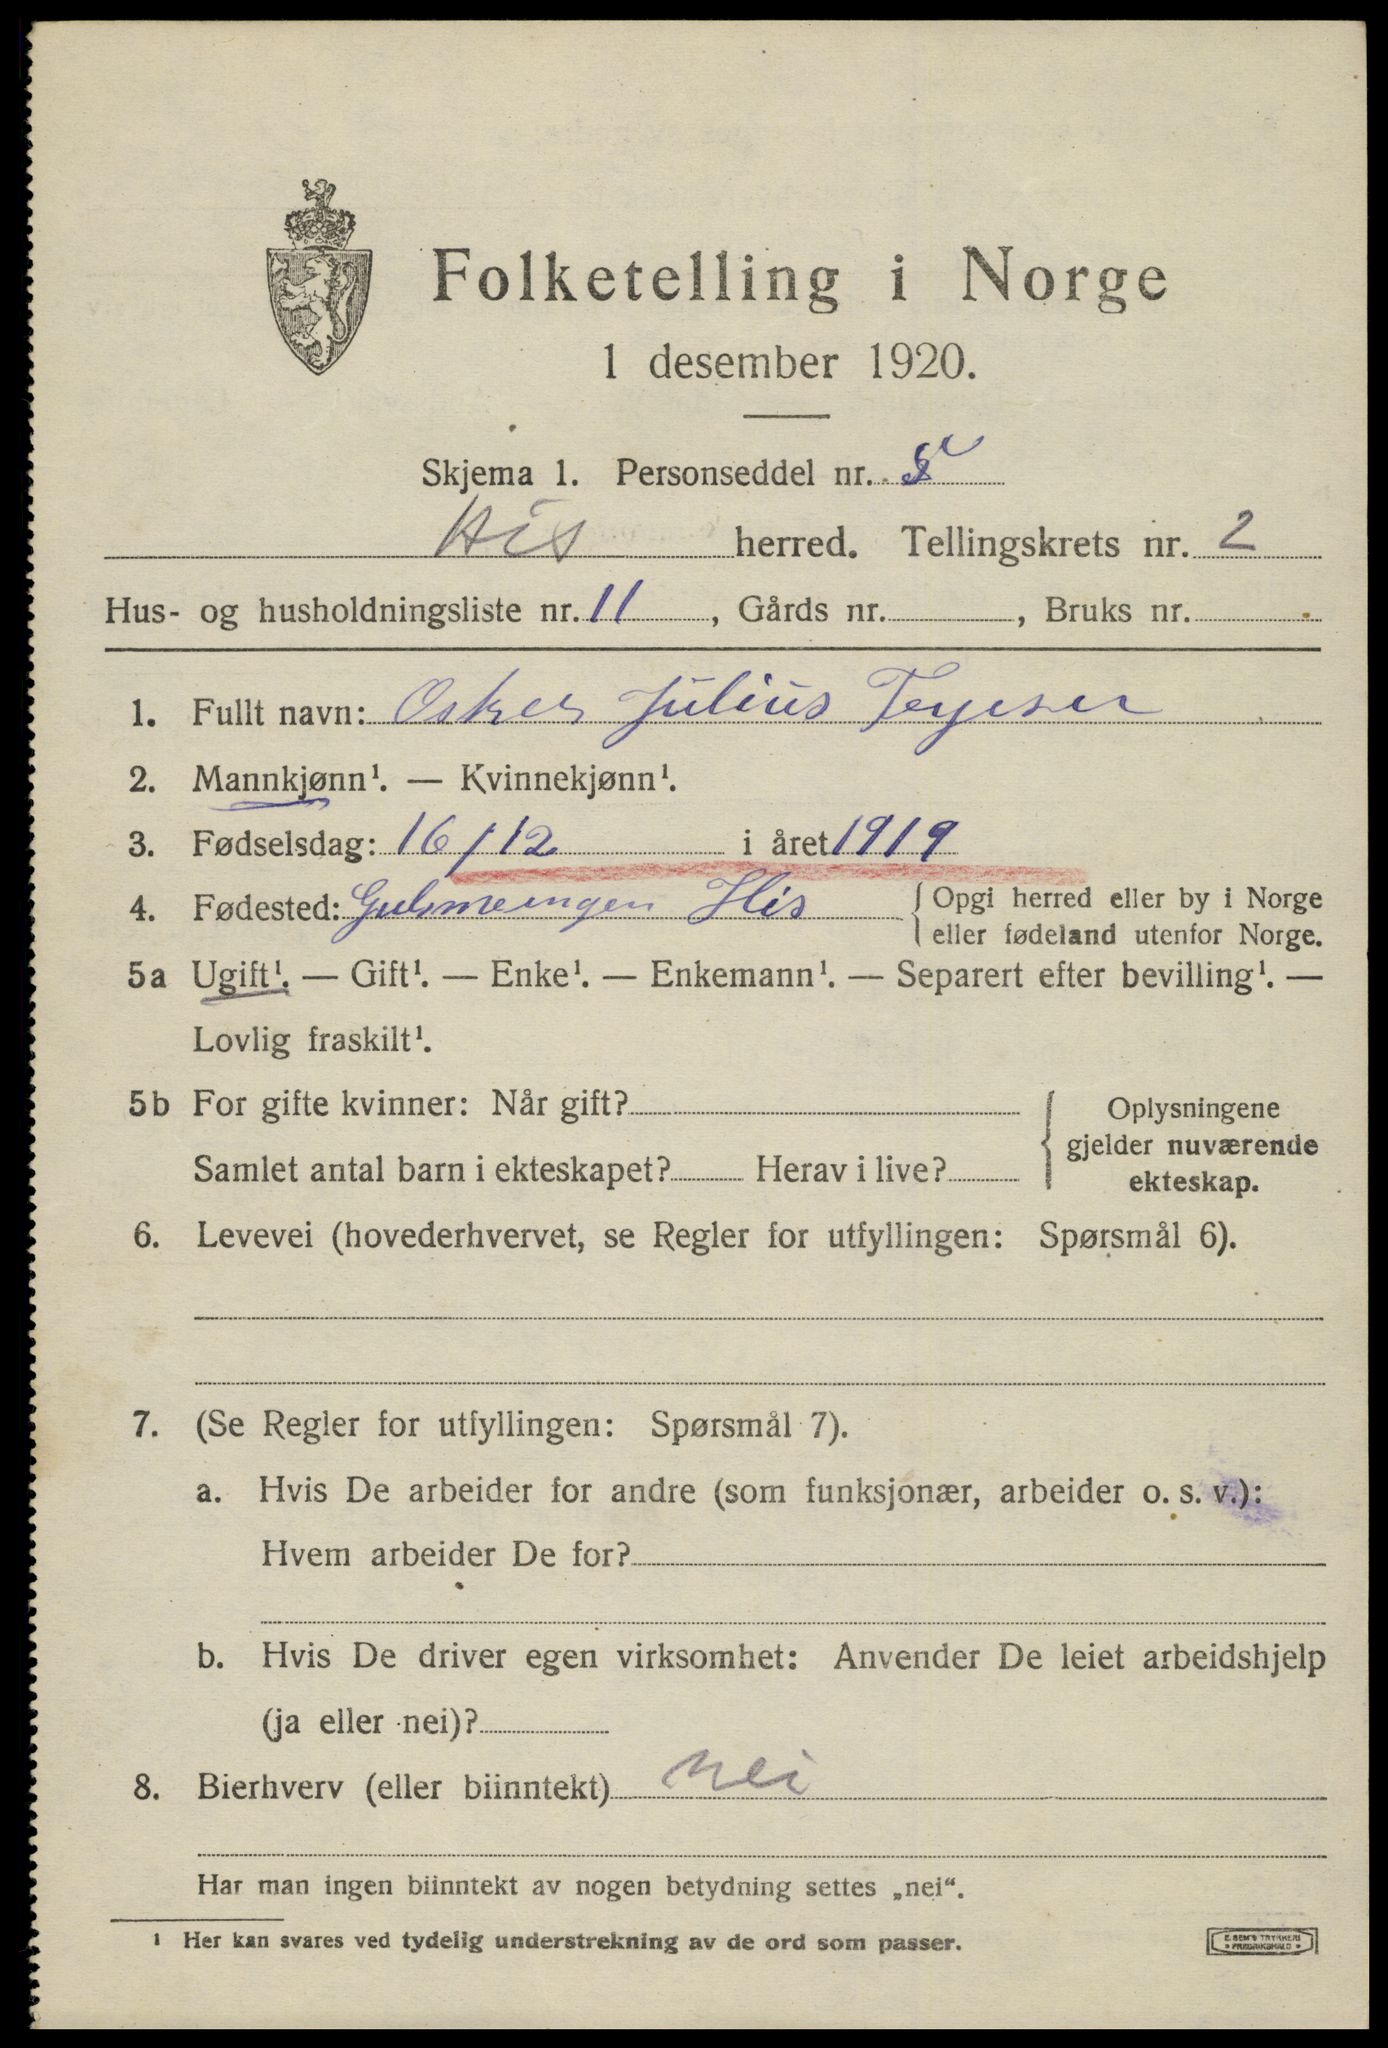 Folketelling i Norge
1 desember 1920.
Skjema 1. Personseddel nr.
His herred. Tellingskrets nr. 2
Hus- og husholdningsliste nr. 11, Gårds nr. , Bruks nr.
1. Fullt navn: Julius
2. Mannkjønn¹. — Kvinnekjønn¹.
3. Fødselsdag: 16/12 i året 1919
4. Fødested: His { Opgi herred eller by i Norge
eller fødeland utenfor Norge.
5a Ugift¹. — Gift¹. — Enke¹. — Enkemann¹. — Separert efter bevilling¹. —
Lovlig fraskilt¹.
5b For gifte kvinner: Når gift? { Oplysningene
gjelder nuværende
Samlet antal barn i ekteskapet? Herav i live? ekteskap.
6. Levevei (hovederhvervet, se Regler for utfyllingen: Spørsmål 6).
7. (Se Regler for utfyllingen: Spørsmål 7).
a. Hvis De arbeider for andre (som funksjonær, arbeider o. s. v.):
Hvem arbeider De for?
b. Hvis De driver egen virksomhet: Anvender De leiet arbeidshjelp
(ja eller nei)?
8. Bierhverv (eller biinntekt) nei
Har man ingen biinntekt av nogen betydning settes „nei“.
¹ Her kan svares ved tydelig understrekning av de ord som passer.
E. SEM'S TRYKKERI
FREDRIKSHALD